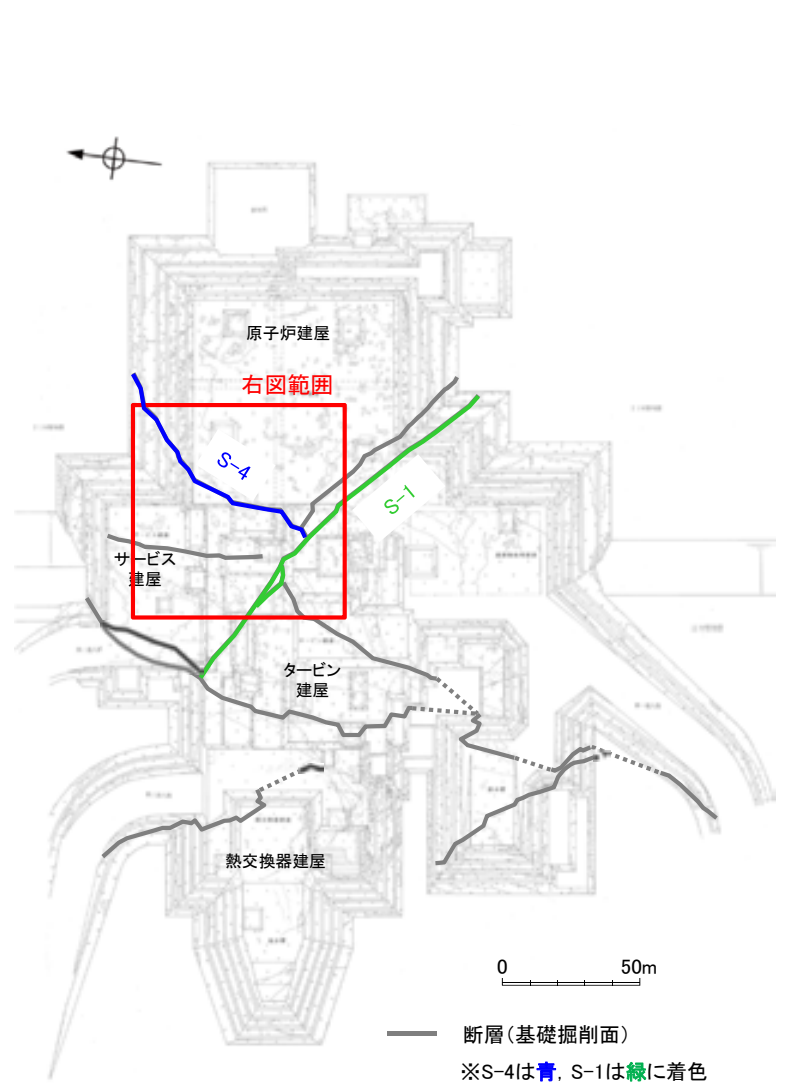 原子炉建屋
右図範囲
S-4
S-1
サービス
建屋
タービン
建屋
熱交換器建屋
0 50m
断層(基礎掘削面)
※S-4は青，S-1は緑に着色